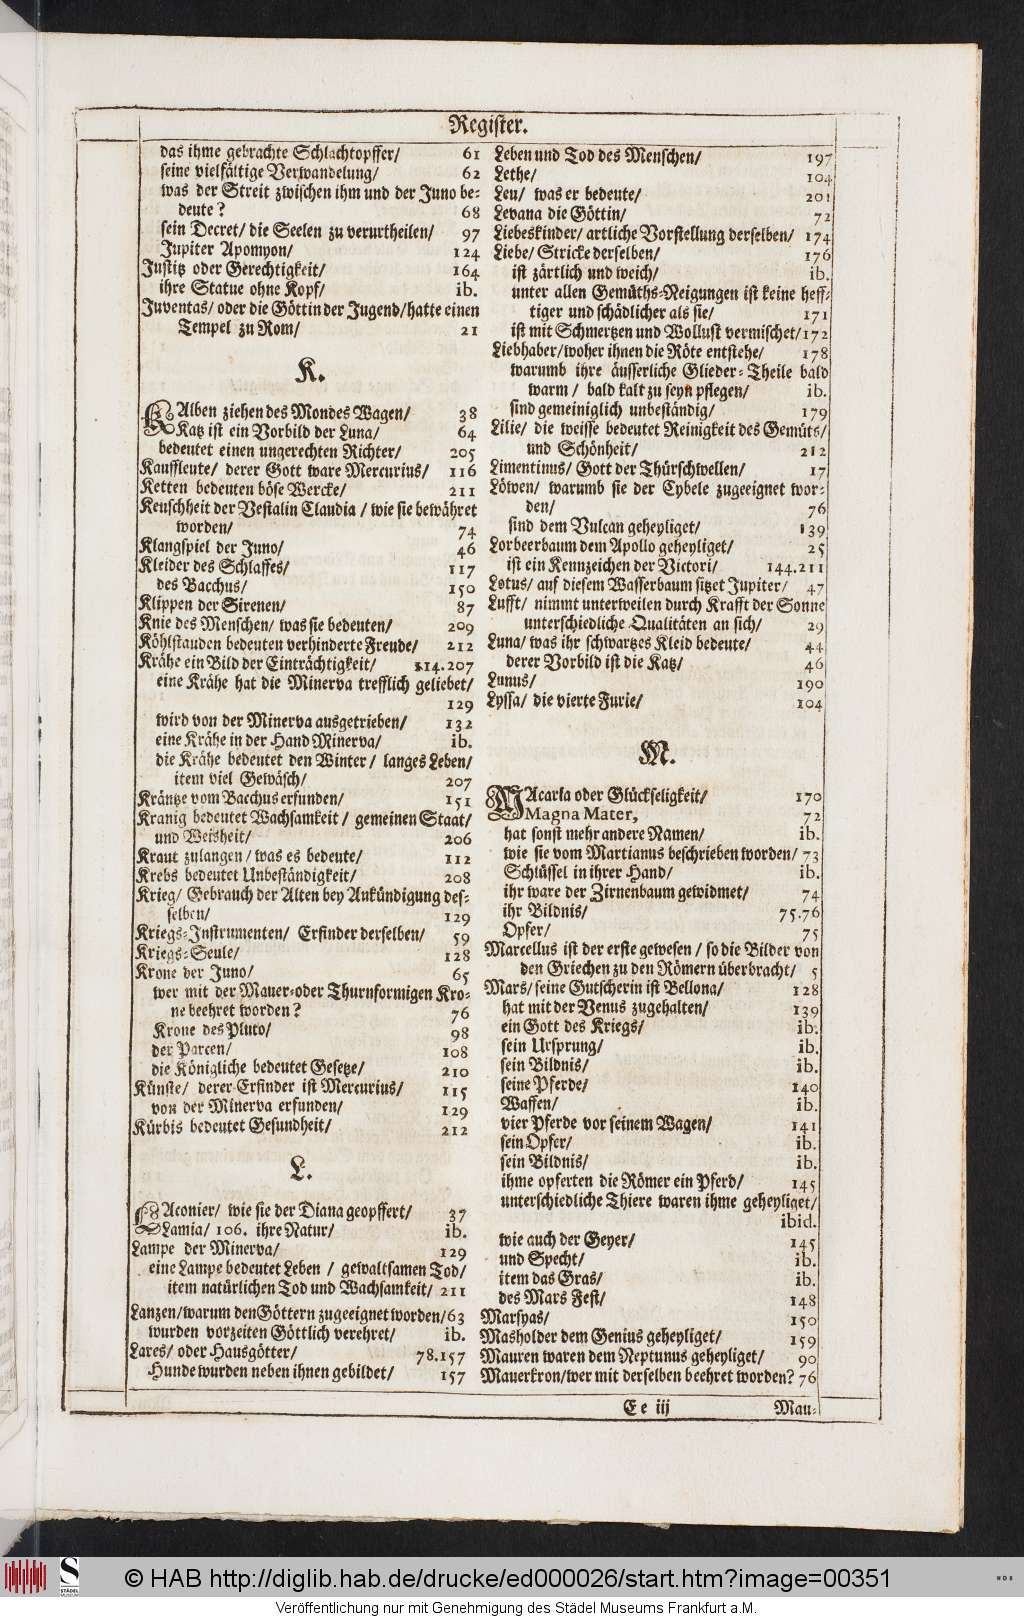 Register.
das ihme gebrachte Schlachtopffer/ 61
seine vielfältige Verwandelung/ 62
was der Streit zwischen ihm und der Juno be-
deute? 68
sein Decret/ die Seelen zu verurtheilen/ 97
Jupiter Apomyon/ 124
Justitz oder Gerechtigkeit/ 164
ihre Statue ohne Kopf/ ib.
Juventas/ oder die Göttin der Jugend/ hatte einen
Tempel zu Rom/ 21
K.
KAlben ziehen des Mondes Wagen/ 38
Katz ist ein Vorbild der Luna/ 64
bedeutet einen ungerechten Richter/ 205
Kauffleute/ derer Gott ware Mercurius/ 116
Ketten bedeuten böse Wercke/ 211
Keuschheit der Vestalin Claudia / wie sie bewähret
worden/ 74
Klangspiel der Juno/ 46
Kleider des Schlaffes/ 117
des Bacchus/ 150
Klippen der Sirenen/ 87
Knie des Menschen/ was sie bedeuten/ 209
Köhlstauden bedeuten verhinderte Freude/ 212
Krähe ein Bild der Einträchtigkeit/ 114.207
eine Krähe hat die Minerva trefflich geliebet/
129
wird von der Minerva ausgetrieben/ 132
eine Krähe in der Hand Minerva/ ib.
die Krähe bedeutet den Winter / langes Leben/
item viel Gewäsch/ 207
Kräntze vom Bacchus erfunden/ 151
Kranig bedeutet Wachsamkeit / gemeinen Staat/
und Weisheit/ 206
Kraut zulangen/ was es bedeute/ 112
Krebs bedeutet Unbeständigkeit/ 208
Krieg/ Gebrauch der Alten bey Ankündigung des-
selben/ 129
Kriegs-Instrumenten/ Erfinder derselben/ 59
Kriegs-Seule/ 128
Krone der Juno/ 65
wer mit der Mauer-oder Thurnformigen Kro-
ne beehret worden? 76
Krone des Pluto/ 98
der Parcen/ 108
die Königliche bedeutet Gesetze/ 210
Künste/ derer Erfinder ist Mercurius/ 115
von der Minerva erfunden/ 129
Kürbis bedeutet Gesundheit/ 212
L.
LAconier/ wie sie der Diana geopffert/ 37
Lamia/ 106. ihre Natur/ ib.
Lampe der Minerva/ 129
eine Lampe bedeutet Leben / gewaltsamen Tod/
item natürlichen Tod und Wachsamkeit/ 211
Lanzen/ warum den Göttern zugeeignet worden/ 63
wurden vorzeiten Göttlich verehret/ ib.
Lares/ oder Hausgötter/ 78.157
Hunde wurden neben ihnen gebildet/ 157
Leben und Tod des Menschen/ 197
Lethe/ 104
Leu/ was er bedeute/ 201
Levana die Göttin/ 72
Liebeskinder/ artliche Vorstellung derselben/ 174
Liebe/ Stricke derselben/ 176
ist zärtlich und weich/ ib.
unter allen Gemüths-Neigungen ist keine heff-
tiger und schädlicher als sie/ 171
ist mit Schmertzen und Wollust vermischet/ 172
Liebhaber/ woher ihnen die Röte entstehe/ 178
warumb ihre äusserliche Glieder-Theile bald
warm / bald kalt zu seyn pflegen/ ib.
sind gemeiniglich unbeständig/ 179
Lilie/ die weisse bedeutet Reinigkeit des Gemüts/
und Schönheit/ 212
Limentinus/ Gott der Thürschwellen/ 17
Löwen/ warumb sie der Cybele zugeeignet wor-
den/ 76
sind dem Vulcan geheyliget/ 139
Lorbeerbaum dem Apollo geheyliget/ 25
ist ein Kennzeichen der Victori/ 144.211
Lotus/ auf diesem Wasserbaum sitzet Jupiter/ 47
Lufft/ nimmt unterweilen durch Krafft der Sonne
unterschiedliche Qualitäten an sich/ 29
Luna/ was ihr schwartzes Kleid bedeute/ 44
derer Vorbild ist die Katz/ 46
Lunus/ 190
Lyssa/ die vierte Furie/ 104
M.
MAcaria oder Glückseligkeit/ 170
Magna Mater, 72
hat sonst mehr andere Namen/ ib.
wie sie vom Martianus beschrieben worden/ 73
Schlüssel in ihrer Hand/ ib.
ihr ware der Zirnenbaum gewidmet/ 74
ihr Bildnis/ 75.76
Opfer/ 75
Marcellus ist der erste gewesen / so die Bilder von
den Griechen zu den Römern überbracht/ 5
Mars/ seine Gutscherin ist Bellona/ 128
hat mit der Venus zugehalten/ 139
ein Gott des Kriegs/ ib.
sein Ursprung/ ib.
sein Bildnis/ ib.
seine Pferde/ 140
Waffen/ ib.
vier Pferde vor seinem Wagen/ 141
sein Opfer/ ib.
sein Bildnis/ ib.
ihme opferten die Römer ein Pferd/ 145
unterschiedliche Thiere waren ihme geheyliget/
ibid.
wie auch der Geyer/ 145
und Specht/ ib.
item das Gras/ ib.
des Mars Fest/ 148
Marsyas/ 150
Masholder dem Genius geheyliget/ 159
Mauren waren dem Neptunus geheyliget/ 90
Mauerkron/ wer mit derselben beehret worden? 76
Ee iij Mau-
STÄDEL MUSEUM
© HAB http://diglib.hab.de/drucke/ed000026/start.htm?image=00351
WDB
Veröffentlichung nur mit Genehmigung des Städel Museums Frankfurt a.M.